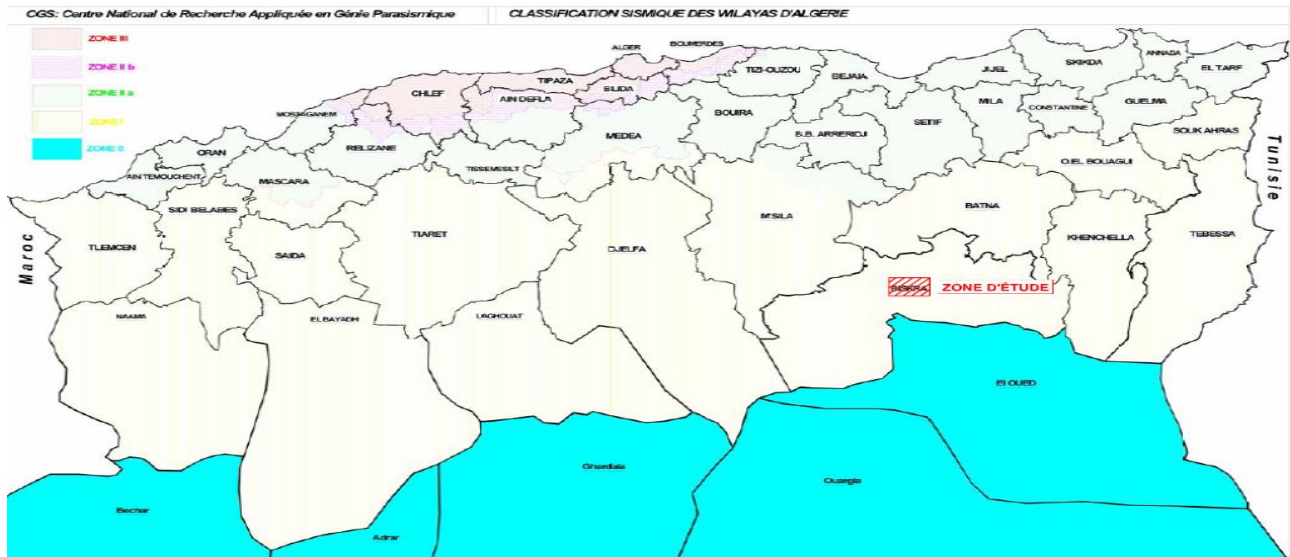 CGS: Centre National de Recherche Appliquée en Génie Parasismique
CLASSIFICATION SISMIQUE DES WILAYAS D'ALGERIE
ZONE III
ZONE II b
ZONE II a
ZONE I
ZONE 0
ALGER
BOUMERDES
TIPAZA
BLIDA
TIZI-OUZOU
BEJAIA
JIJEL
SKIKDA
ANNABA
EL TARF
CHLEF
AIN DEFLA
MOSTAGANEM
BOUIRA
MILA
CONSTANTINE
GUELMA
ORAN
RELIZANE
MEDEA
B.B. ARRERIDJ
SETIF
SOUK AHRAS
AIN TEMOUCHENT
MASCARA
TISSEMSSILT
O.EL BOUAGUI
SIDI BELABES
Tunisie
Maroc
TLEMCEN
SAIDA
TIARET
DJELFA
M'SILA
BATNA
KHENCHELLA
TEBESSA
BISKRA
ZONE D'ÉTUDE
NAAMA
EL BAYADH
LAGHOUAT
El OUED
Ghardiaia
Ouargla
Bechar
Adrar